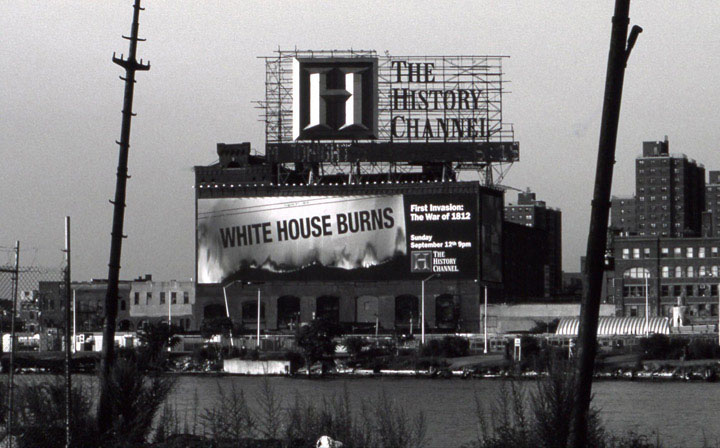 H
THE
HISTORY
CHANNEL
WHITE HOUSE BURNS
First Invasion:
The War of 1812
Sunday
September 12th 9pm
H
THE
HISTORY
CHANNEL